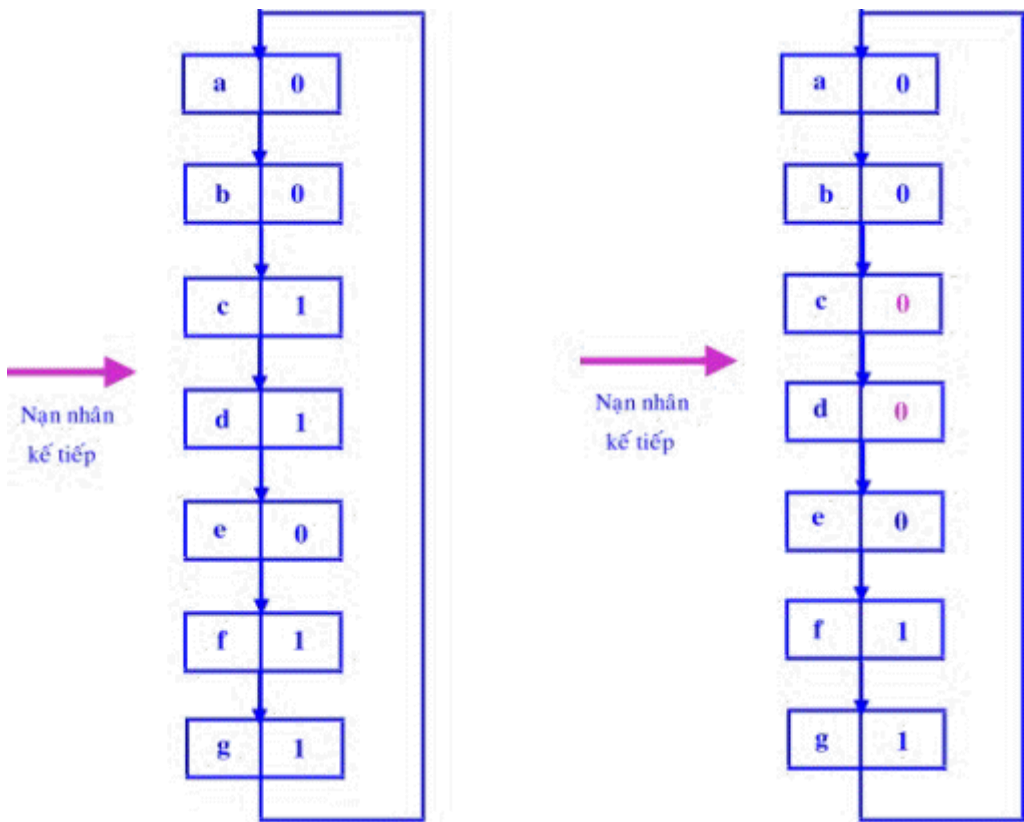 a 0
b 0
c 1
d 1
e 0
f 1
g 1
Nạn nhân
kế tiếp
a 0
b 0
c 0
d 0
e 0
f 1
g 1
Nạn nhân
kế tiếp